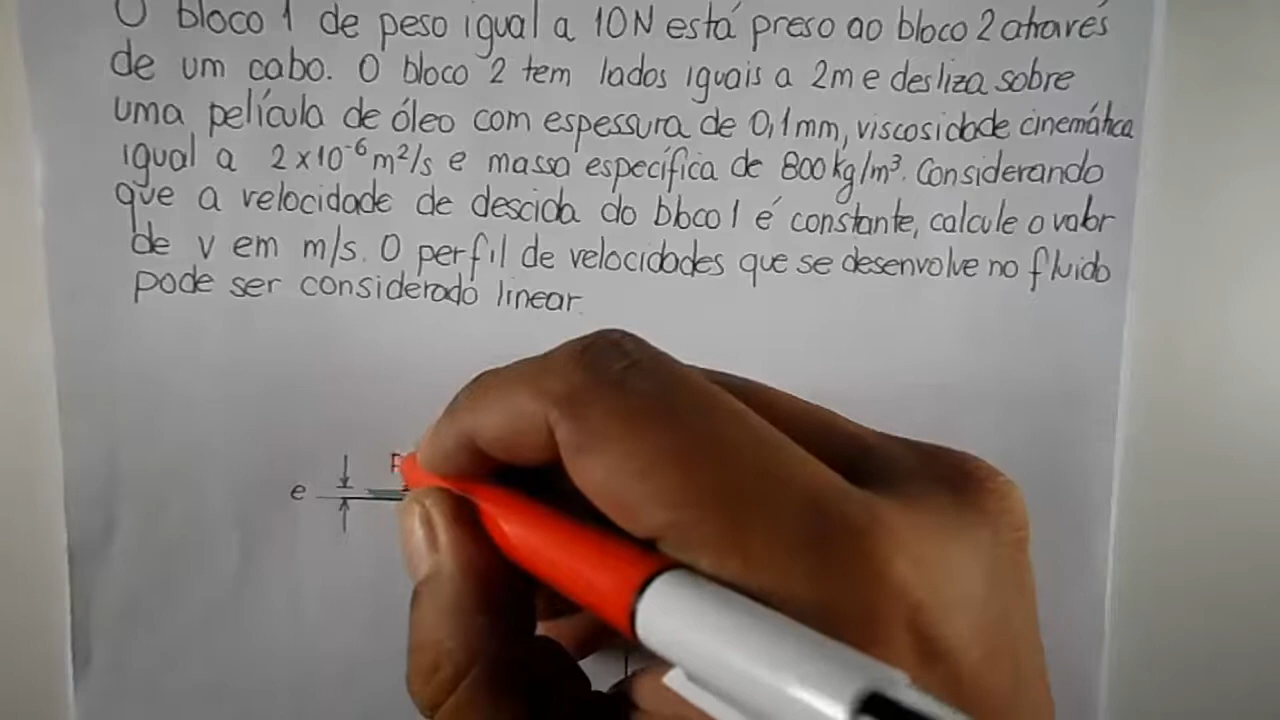 O bloco 1 de peso igual a 10N está preso ao bloco 2 através
de um cabo. O bloco 2 tem lados iguais a 2m e desliza sobre
uma película de óleo com espessura de 0,1mm, viscosidade cinemática
igual a 2x10⁻⁶m²/s e massa específica de 800kg/m³. Considerando
que a velocidade de descida do bloco 1 é constante, calcule o valor
de v em m/s. O perfil de velocidades que se desenvolve no fluido
pode ser considerado linear.
F
e